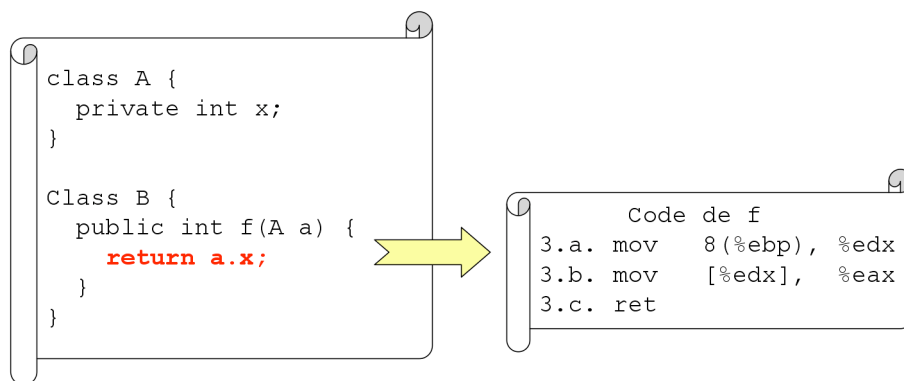 class A {
  private int x;
}
Class B {
  public int f(A a) {
    return a.x;
  }
}
Code de f
3.a. mov 8(%ebp), %edx
3.b. mov [%edx], %eax
3.c. ret